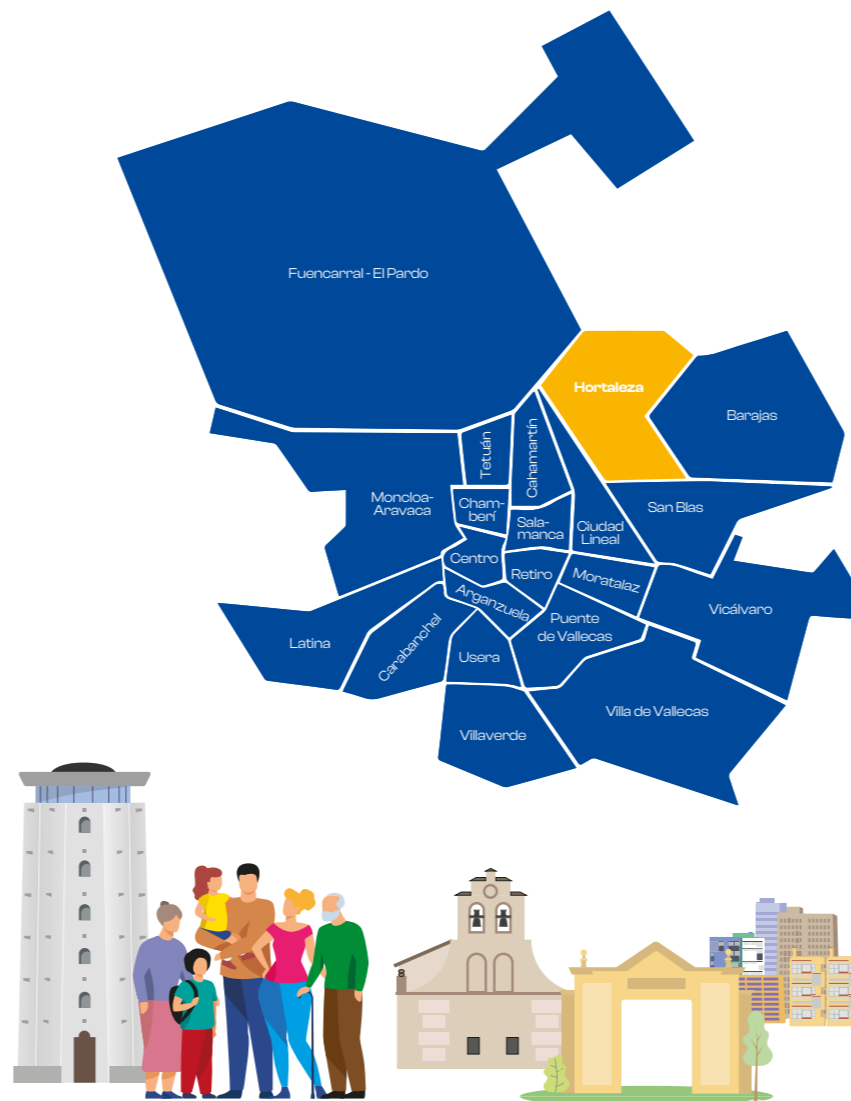 Fuencarral - El Pardo
Hortaleza
Barajas
Tetuán
Cahamartín
Moncloa-
Aravaca
Cham-
berí
Sala-
manca
Ciudad
Lineal
San Blas
Centro
Retiro
Moratalaz
Arganzuela
Vicálvaro
Puente
de Vallecas
Latina
Carabanchel
Usera
Villa de Vallecas
Villaverde